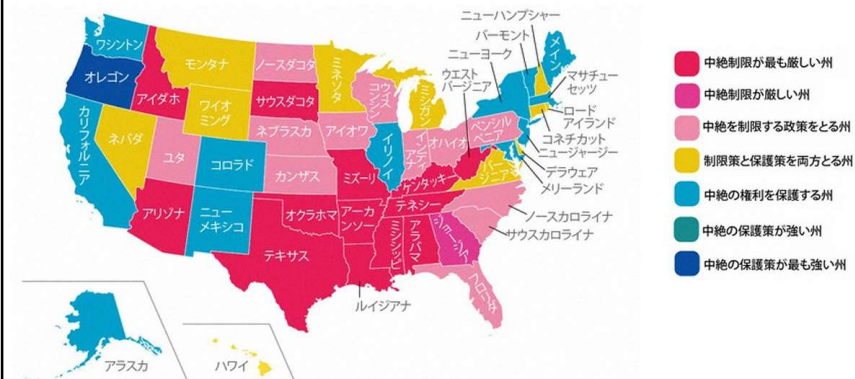 ニューハンプシャー
バーモント
ニューヨーク
ウエスト
バージニア
メイン
マサチュー
セッツ
ロード
アイランド
コネチカット
ニュージャージー
デラウェア
メリーランド
ノースカロライナ
サウスカロライナ
ワシントン
オレゴン
カリフォルニア
アイダホ
ネバダ
モンタナ
ワイオ
ミング
ユタ
アリゾナ
コロラド
ニュー
メキシコ
ノースダコタ
サウスダコタ
ネブラスカ
カンザス
オクラホマ
テキサス
ミネソタ
アイオワ
ミズーリ
アーカ
ンソー
ルイジアナ
ウィス
コンシン
イリノイ
ミシガン
インディ
アナ
オハイオ
ケンタッキー
テネシー
ミシシッピ
アラバマ
ジョージア
フロリダ
ペンシル
ベニア
バー
ジニア
アラスカ
ハワイ
中絶制限が最も厳しい州
中絶制限が厳しい州
中絶を制限する政策をとる州
制限策と保護策を両方とる州
中絶の権利を保護する州
中絶の保護策が強い州
中絶の保護策が最も強い州